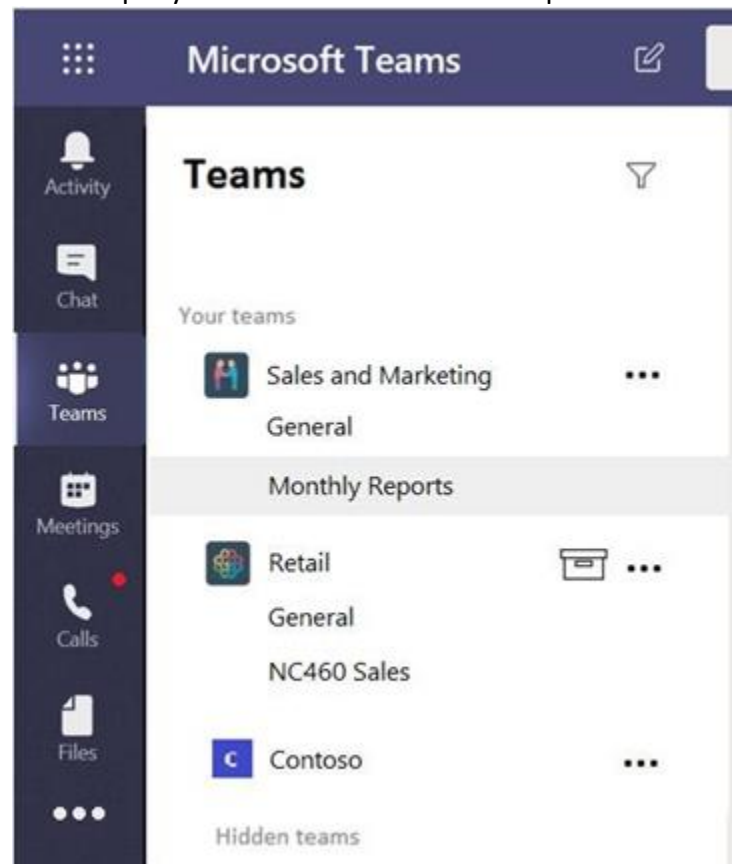 Microsoft Teams
Activity
Teams
Chat
Your teams
Sales and Marketing
Teams
General
Monthly Reports
Meetings
Retail
General
Calls
NC460 Sales
Files
C Contoso
Hidden teams